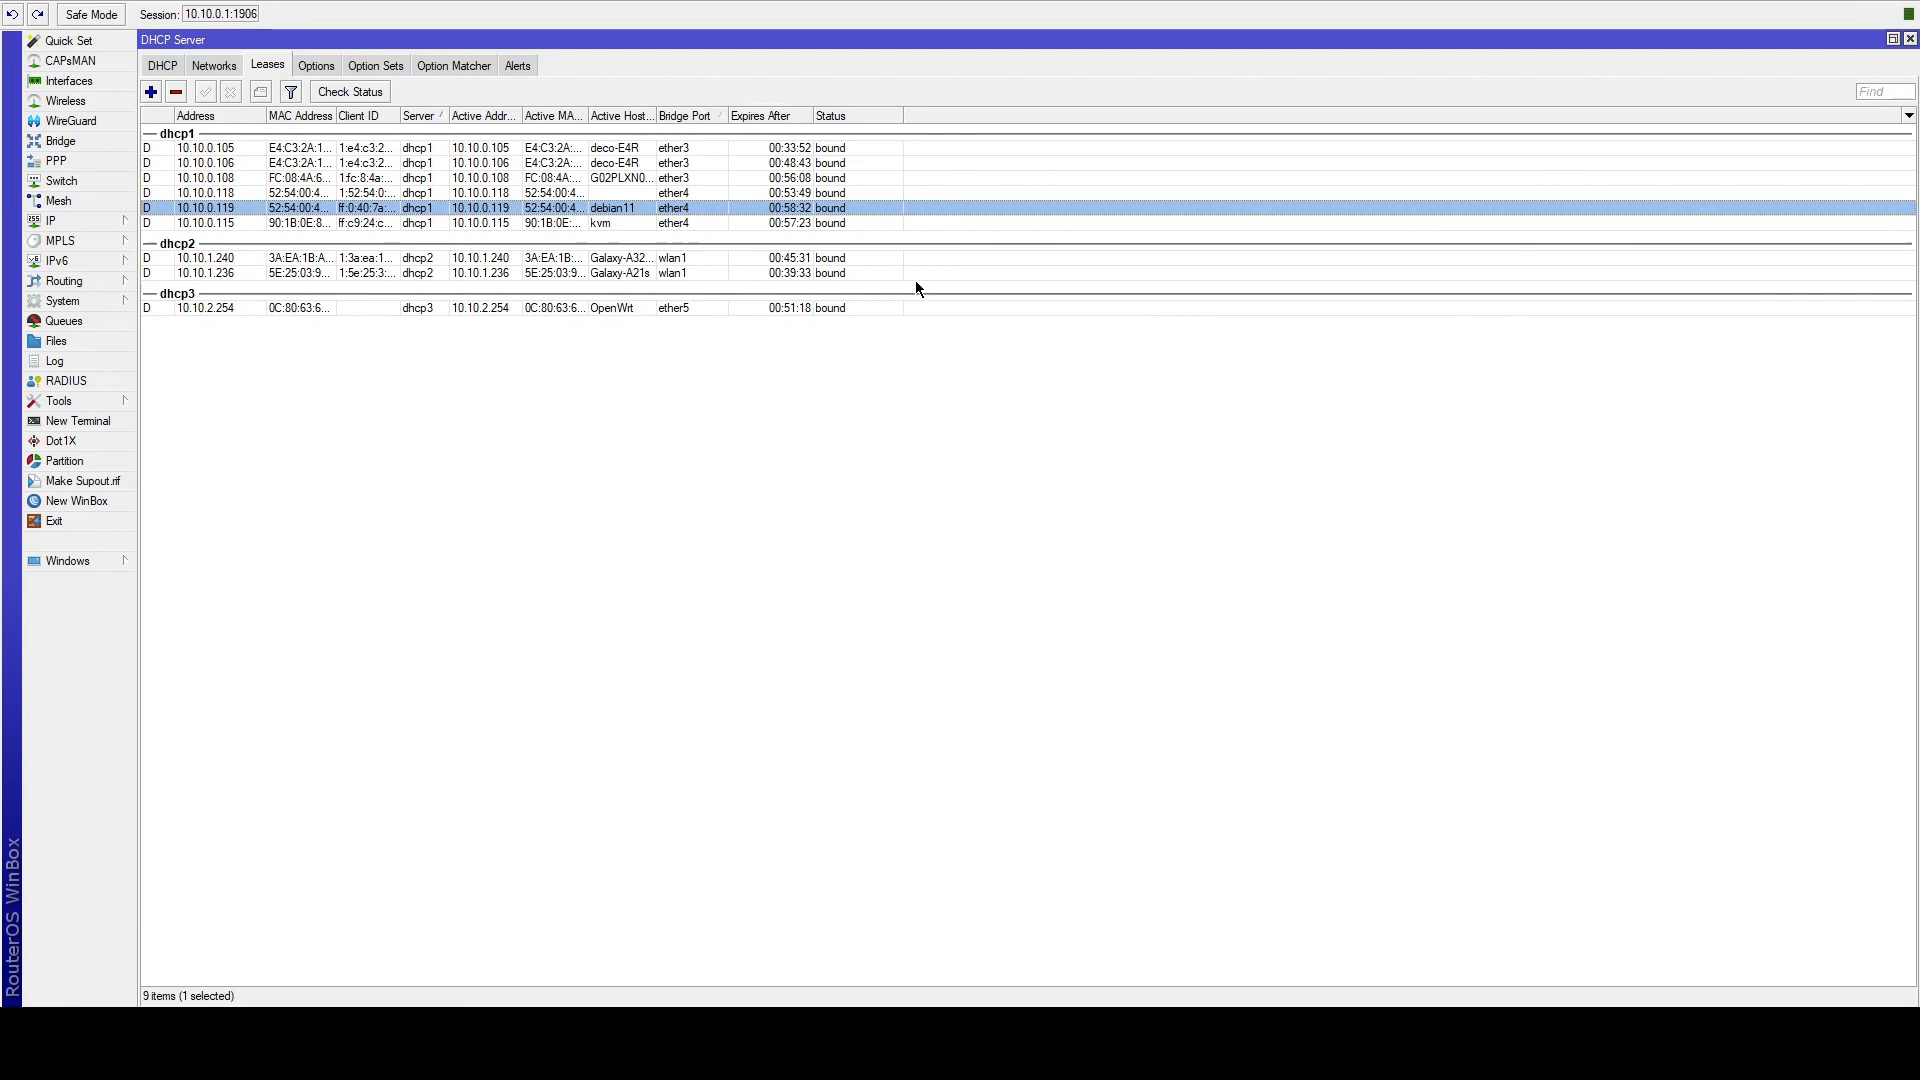 Safe Mode Session: 10.10.0.1:1906
Quick Set
CAPsMAN
Interfaces
Wireless
WireGuard
Bridge
PPP
Switch
Mesh
IP
MPLS
IPv6
Routing
System
Queues
Files
Log
RADIUS
Tools
New Terminal
Dot1X
Partition
Make Supout.rif
New WinBox
Exit
Windows
RouterOS WinBox
DHCP Server
DHCP Networks Leases Options Option Sets Option Matcher Alerts
Check Status Find
Address MAC Address Client ID Server Active Addr... Active MA... Active Host... Bridge Port Expires After Status
dhcp1
D 10.10.0.105 E4:C3:2A:1... 1:e4:c3:2... dhcp1 10.10.0.105 E4:C3:2A:... deco-E4R ether3 00:33:52 bound
D 10.10.0.106 E4:C3:2A:1... 1:e4:c3:2... dhcp1 10.10.0.106 E4:C3:2A:... deco-E4R ether3 00:48:43 bound
D 10.10.0.108 FC:08:4A:6... 1:fc:8:4a:... dhcp1 10.10.0.108 FC:08:4A:... G02PLXN0... ether3 00:56:08 bound
D 10.10.0.118 52:54:00:4... 1:52:54:0:... dhcp1 10.10.0.118 52:54:00:4... ether4 00:53:49 bound
D 10.10.0.119 52:54:00:4... ff:0:40:7a:... dhcp1 10.10.0.119 52:54:00:4... debian11 ether4 00:58:32 bound
D 10.10.0.115 90:1B:0E:8... ff:c9:24:c... dhcp1 10.10.0.115 90:1B:0E:... kvm ether4 00:57:23 bound
dhcp2
D 10.10.1.240 3A:EA:1B:A... 1:3a:ea:1... dhcp2 10.10.1.240 3A:EA:1B:... Galaxy-A32... wlan1 00:45:31 bound
D 10.10.1.236 5E:25:03:9... 1:5e:25:3:... dhcp2 10.10.1.236 5E:25:03:9... Galaxy-A21s wlan1 00:39:33 bound
dhcp3
D 10.10.2.254 0C:80:63:6... dhcp3 10.10.2.254 0C:80:63:6... OpenWrt ether5 00:51:18 bound
9 items (1 selected)